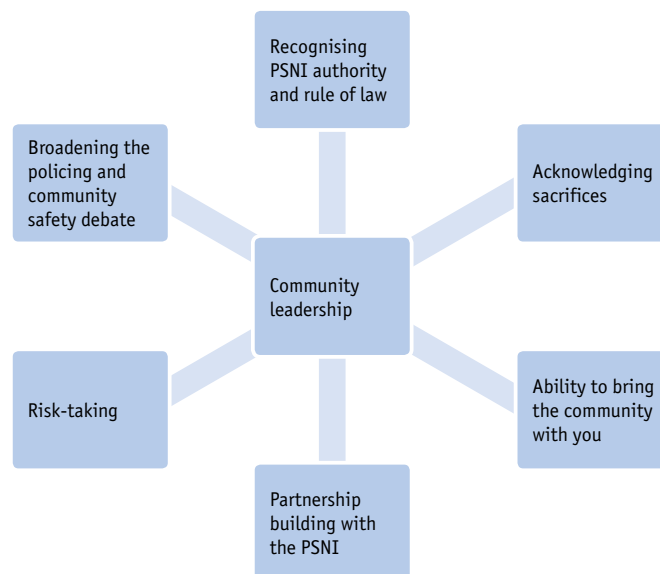 Recognising
PSNI authority
and rule of law
Broadening the
policing and
community
safety debate
Acknowledging
sacrifices
Community
leadership
Risk-taking
Ability to bring
the community
with you
Partnership
building with
the PSNI